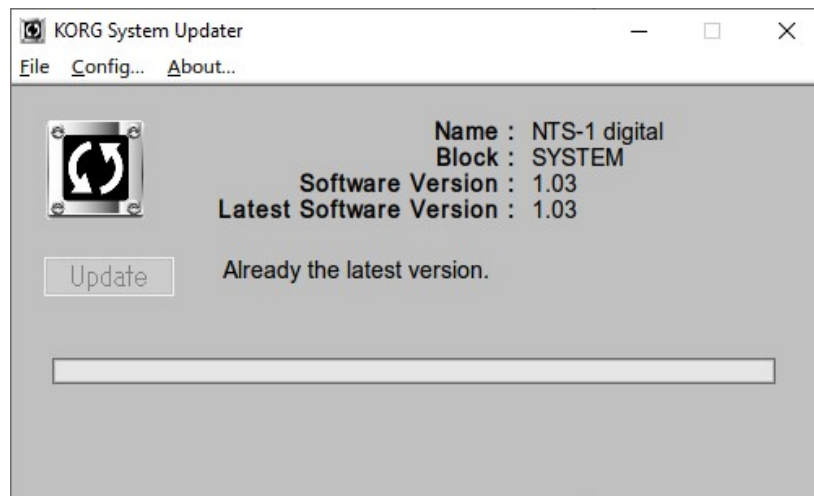 KORG System Updater
File Config... About...
Name : NTS-1 digital
Block : SYSTEM
Software Version : 1.03
Latest Software Version : 1.03
Update
Already the latest version.